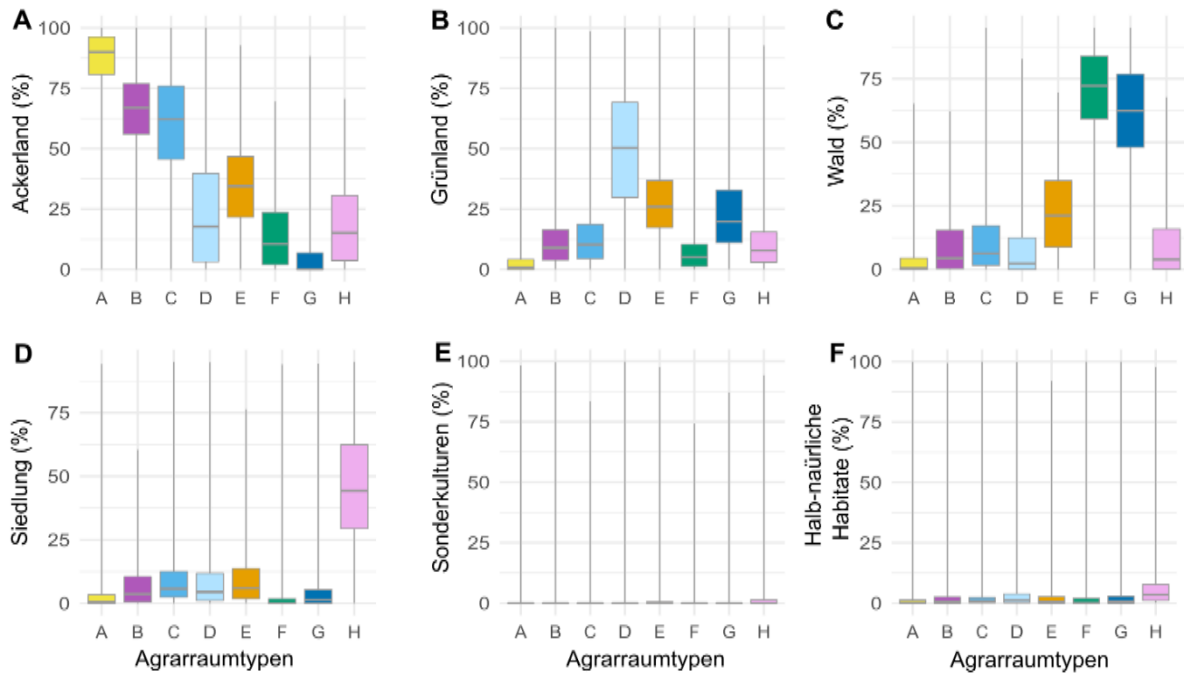 A
Ackerland (%)
100
75
50
25
0
A B C D E F G H
B
Grünland (%)
100
75
50
25
0
A B C D E F G H
C
Wald (%)
75
50
25
0
A B C D E F G H
D
Siedlung (%)
75
50
25
0
A B C D E F G H
Agrarraumtypen
E
Sonderkulturen (%)
100
75
50
25
0
A B C D E F G H
Agrarraumtypen
F
Halb-naürliche
Habitate (%)
100
75
50
25
0
A B C D E F G H
Agrarraumtypen